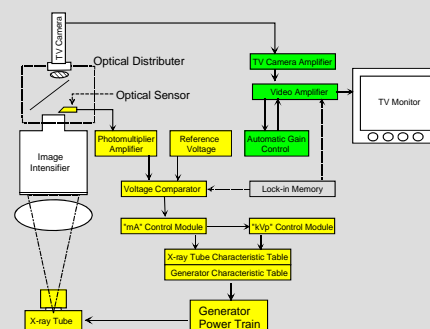 TV Camera
Optical Distributer
Optical Sensor
TV Camera Amplifier
Video Amplifier
TV Monitor
Image
Intensifier
Photomultiplier
Amplifier
Reference
Voltage
Automatic Gain
Control
Voltage Comparator
Lock-in Memory
"mA" Control Module
"kVp" Control Module
X-ray Tube Characteristic Table
Generator Characteristic Table
X-ray Tube
Generator
Power Train